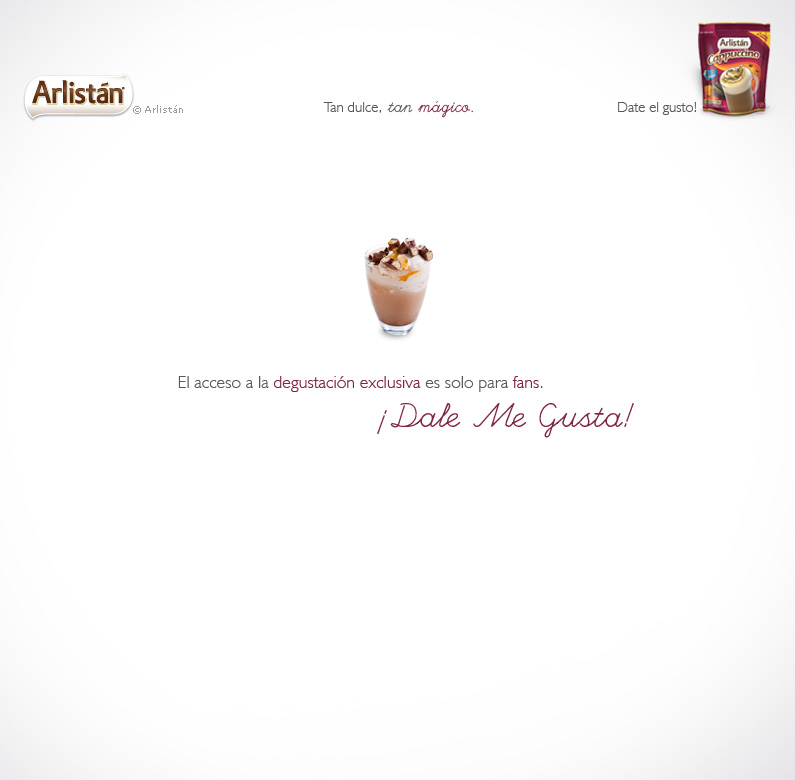 Arlistán
© Arlistán
Tan dulce, tan mágico.
Date el gusto!
Arlistán
Cappuccino
El acceso a la degustación exclusiva es solo para fans.
¡Dale Me Gusta!